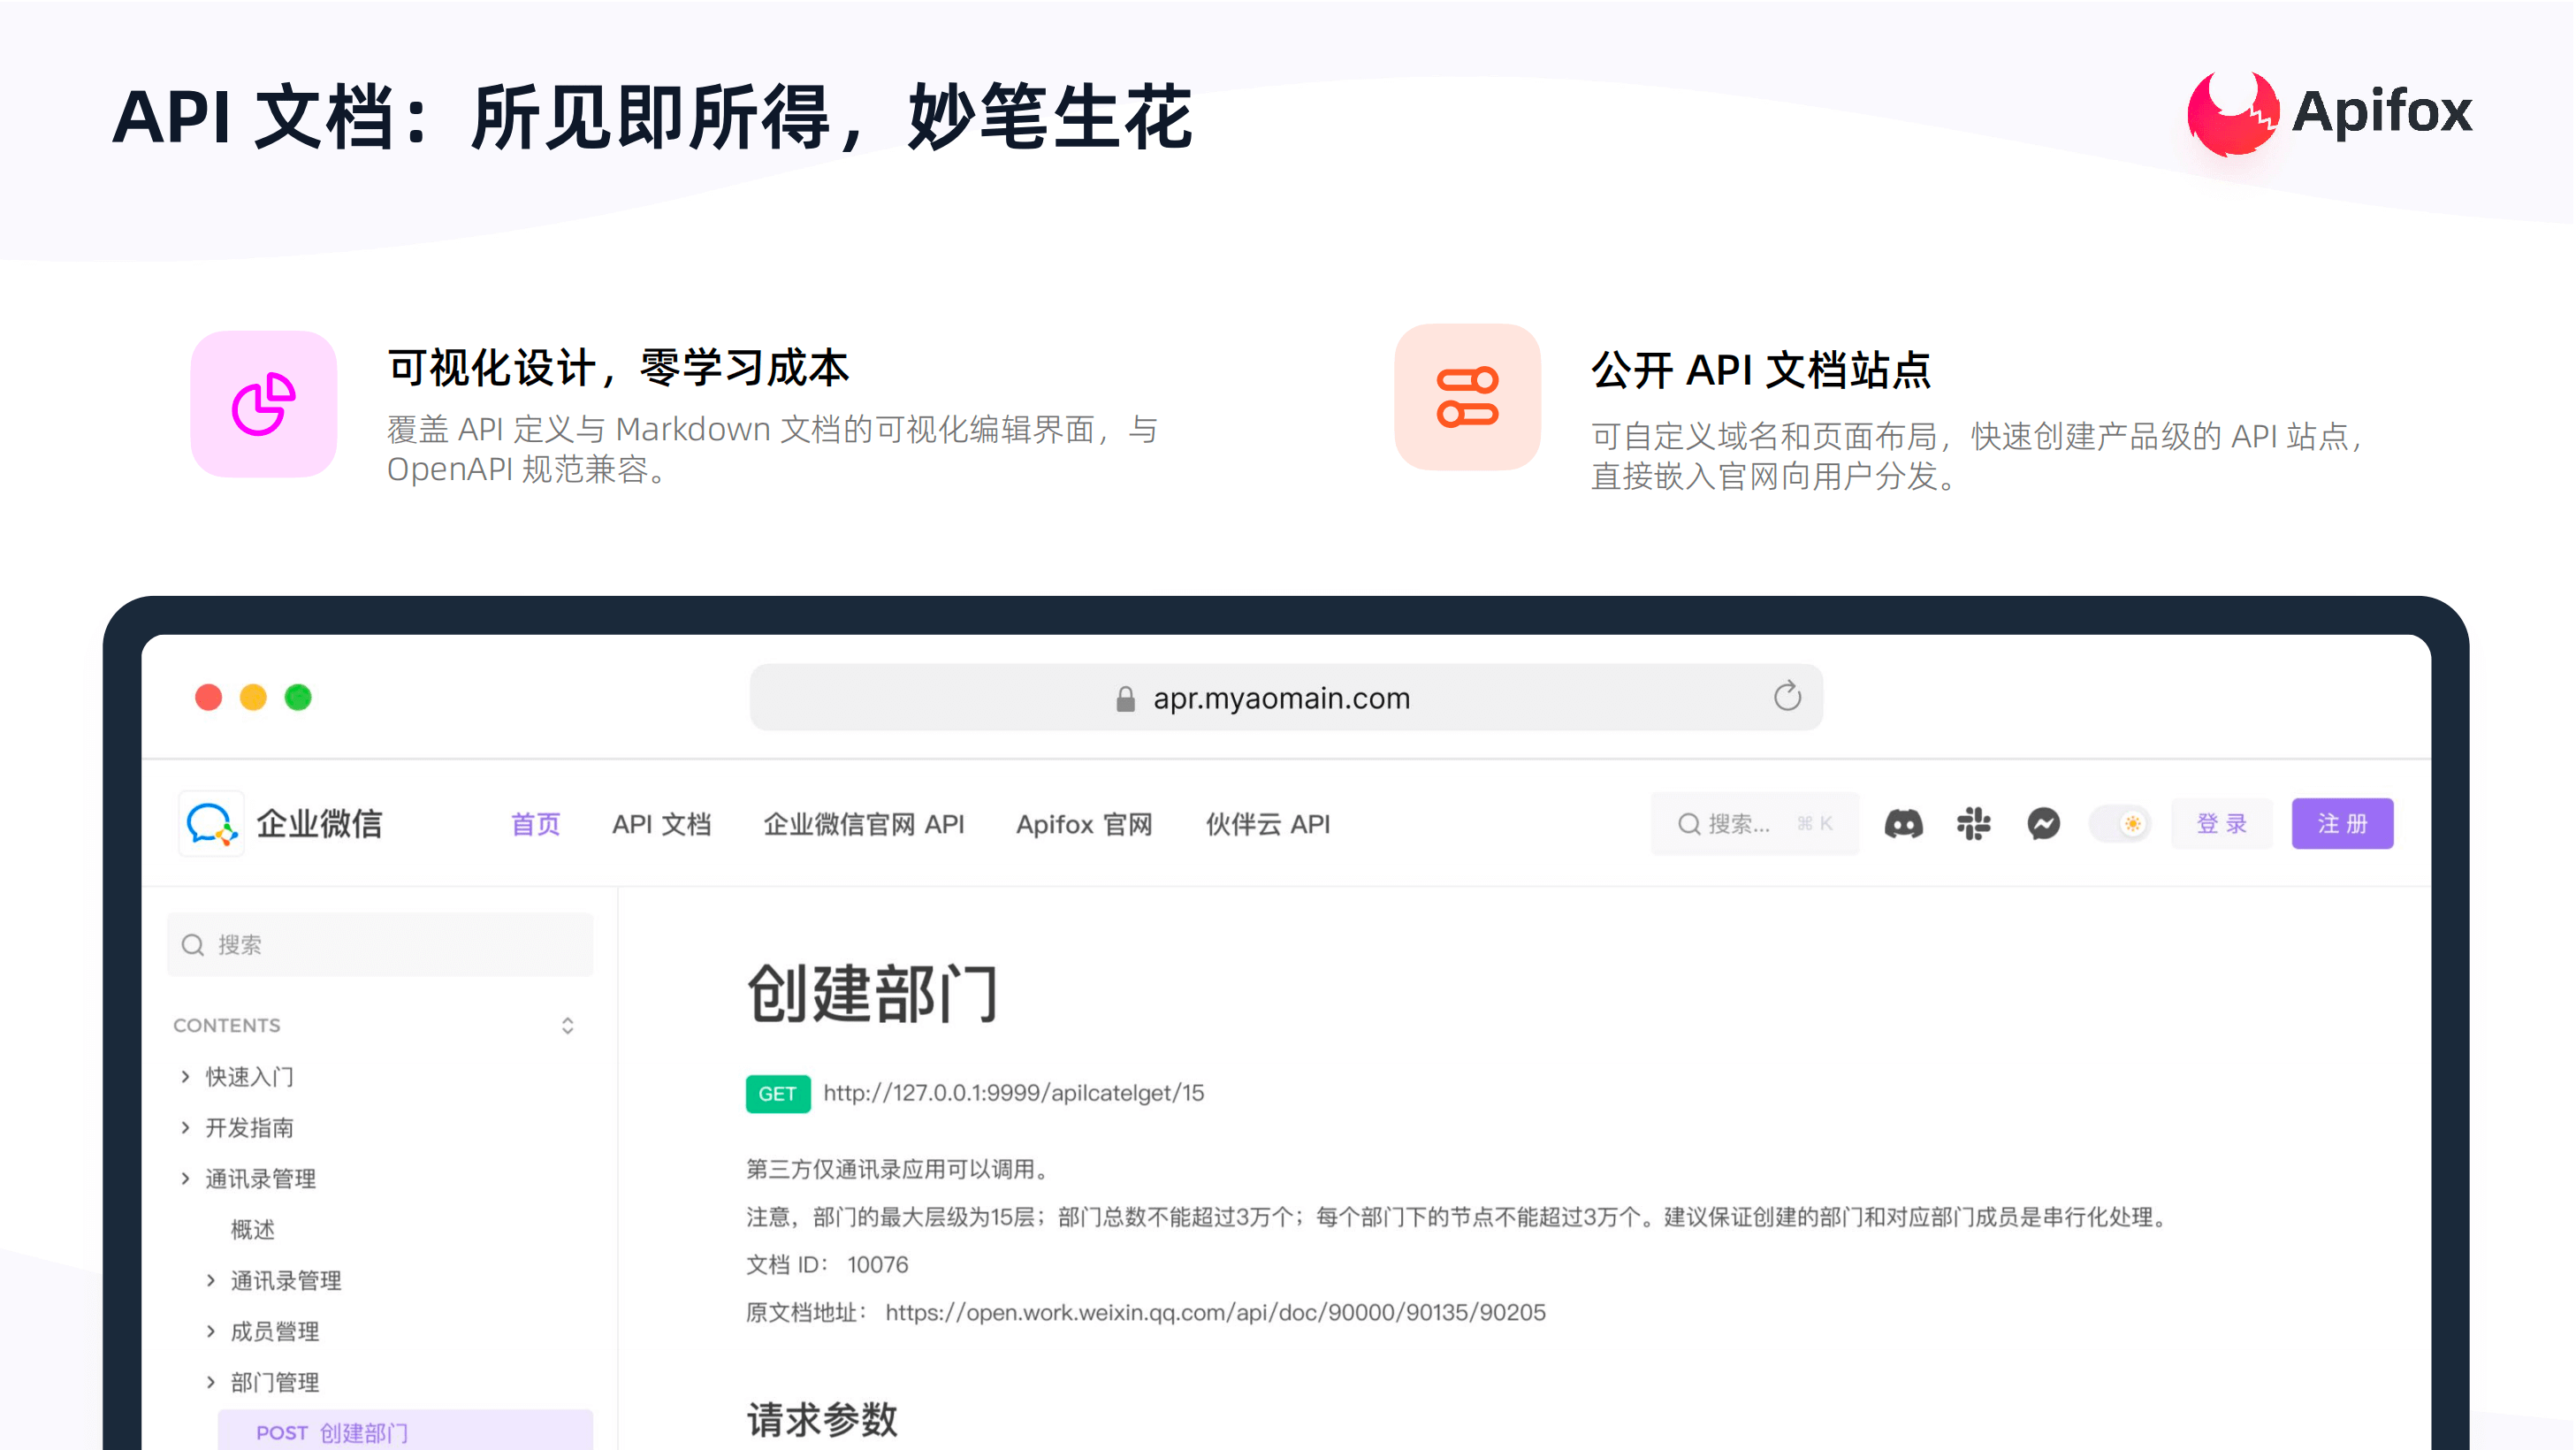 API 文档：所见即所得，妙笔生花
Apifox
可视化设计，零学习成本
覆盖 API 定义与 Markdown 文档的可视化编辑界面，与
OpenAPI 规范兼容。
公开 API 文档站点
可自定义域名和页面布局，快速创建产品级的 API 站点，
直接嵌入官网向用户分发。
apr.myaomain.com
企业微信
首页
API 文档
企业微信官网 API
Apifox 官网
伙伴云 API
搜索... ⌘ K
登 录
注 册
搜索
CONTENTS
快速入门
开发指南
通讯录管理
概述
通讯录管理
成员管理
部门管理
POST 创建部门
创建部门
GET http://127.0.0.1:9999/apilcatelget/15
第三方仅通讯录应用可以调用。
注意，部门的最大层级为15层；部门总数不能超过3万个；每个部门下的节点不能超过3万个。建议保证创建的部门和对应部门成员是串行化处理。
文档 ID： 10076
原文档地址： https://open.work.weixin.qq.com/api/doc/90000/90135/90205
请求参数